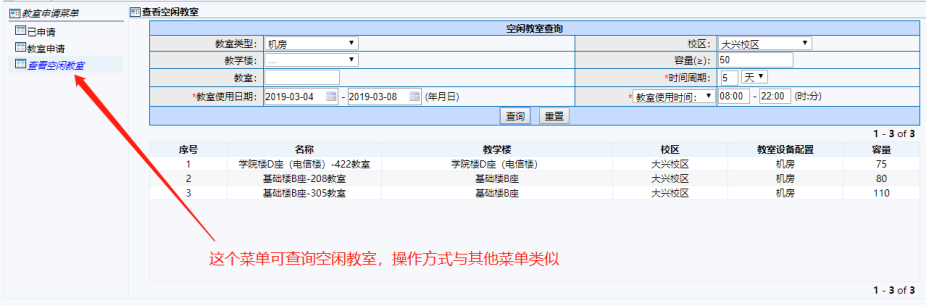 教室申请菜单
已申请
教室申请
查看空闲教室
查看空闲教室
空闲教室查询
教室类型： 机房 校区： 大兴校区
教学楼： ... 容量(≥)： 50
教室： *时间周期： 5 天
*教室使用日期： 2019-03-04 - 2019-03-08 (年月日) *教室使用时间： 08:00 - 22:00 (时:分)
查询 重置
1 - 3 of 3
序号 名称 教学楼 校区 教室设备配置 容量
1 学院楼D座（电信楼）-422教室 学院楼D座（电信楼） 大兴校区 机房 75
2 基础楼B座-208教室 基础楼B座 大兴校区 机房 80
3 基础楼B座-305教室 基础楼B座 大兴校区 机房 110
这个菜单可查询空闲教室，操作方式与其他菜单类似
1 - 3 of 3